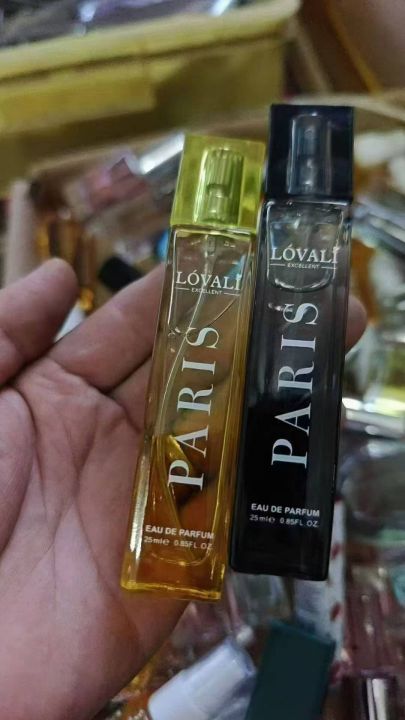 LÓVALI
EXCELLENT
PARIS
EAU DE PARFUM
25ml℮ 0.85FL OZ
LÓVALI
EXCELLENT
PARIS
EAU DE PARFUM
25ml℮ 0.85FL OZ